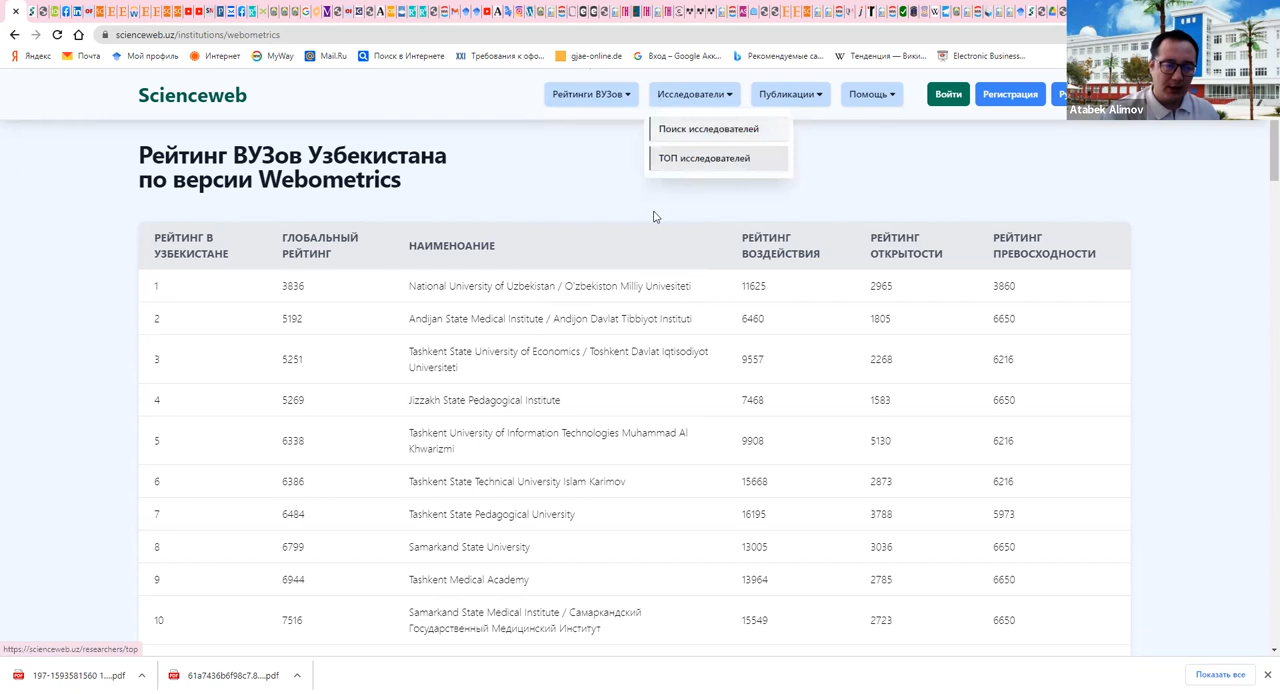 scienceweb.uz/institutions/webometrics
Яндекс Почта Мой профиль Интернет MyWay Mail.Ru Поиск в Интернете Требования к офо... gjae-online.de Вход – Google Акк... Рекомендуемые са... Тенденция — Вики... Electronic Business...
Atabek Alimov
Scienceweb
Рейтинги ВУЗов Исследователи Публикации Помощь Войти Регистрация
Поиск исследователей
ТОП исследователей
Рейтинг ВУЗов Узбекистана
по версии Webometrics
РЕЙТИНГ В УЗБЕКИСТАНЕ ГЛОБАЛЬНЫЙ РЕЙТИНГ НАИМЕНОАНИЕ РЕЙТИНГ ВОЗДЕЙСТВИЯ РЕЙТИНГ ОТКРЫТОСТИ РЕЙТИНГ ПРЕВОСХОДНОСТИ
1 3836 National University of Uzbekistan / O'zbekiston Milliy Univesiteti 11625 2965 3860
2 5192 Andijan State Medical Institute / Andijon Davlat Tibbiyot Instituti 6460 1805 6650
3 5251 Tashkent State University of Economics / Toshkent Davlat Iqtisodiyot
Universiteti 9557 2268 6216
4 5269 Jizzakh State Pedagogical Institute 7468 1583 6650
5 6338 Tashkent University of Information Technologies Muhammad Al
Khwarizmi 9908 5130 6216
6 6386 Tashkent State Technical University Islam Karimov 15668 2873 6216
7 6484 Tashkent State Pedagogical University 16195 3788 5973
8 6799 Samarkand State University 13005 3036 6650
9 6944 Tashkent Medical Academy 13964 2785 6650
10 7516 Samarkand State Medical Institute / Самаркандский
Государственный Медицинский Институт 15549 2723 6650
https://scienceweb.uz/researchers/top
197-1593581560 1....pdf 61a7436b6f98c7.8....pdf Показать все